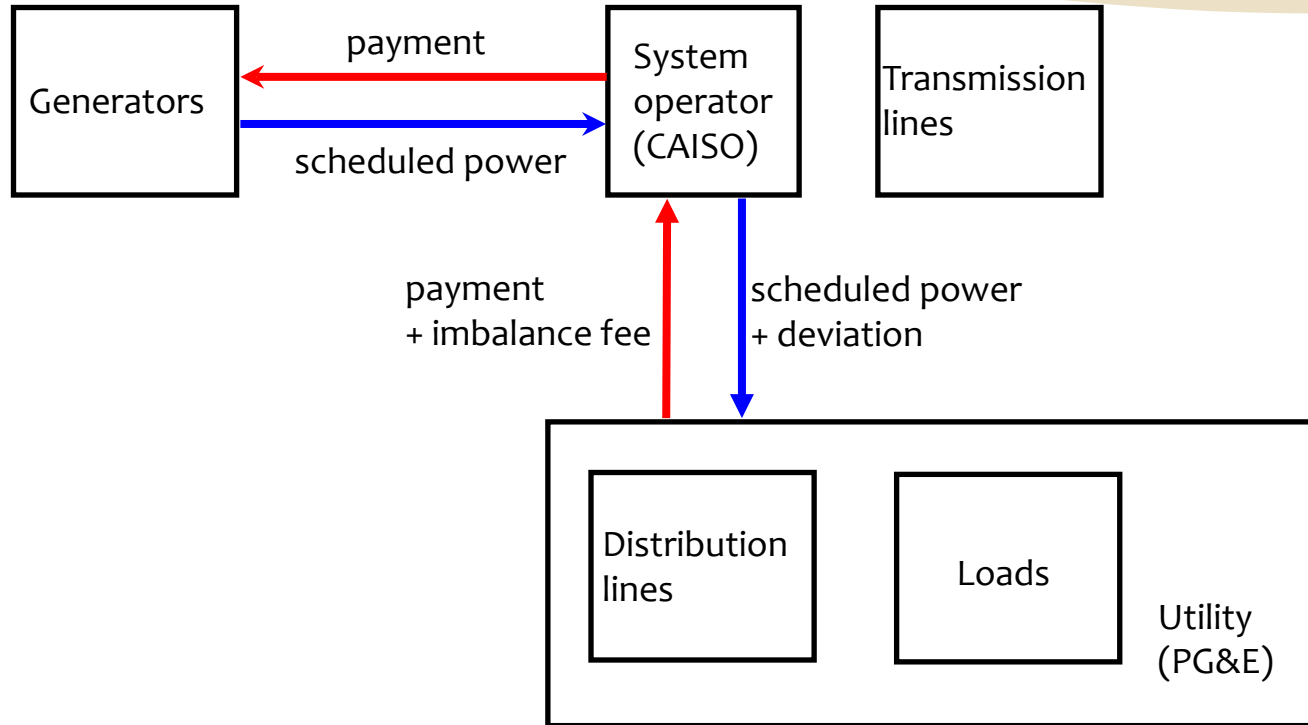 payment
Generators
scheduled power
System
operator
(CAISO)
Transmission
lines
payment
+ imbalance fee
scheduled power
+ deviation
Distribution
lines
Loads
Utility
(PG&E)